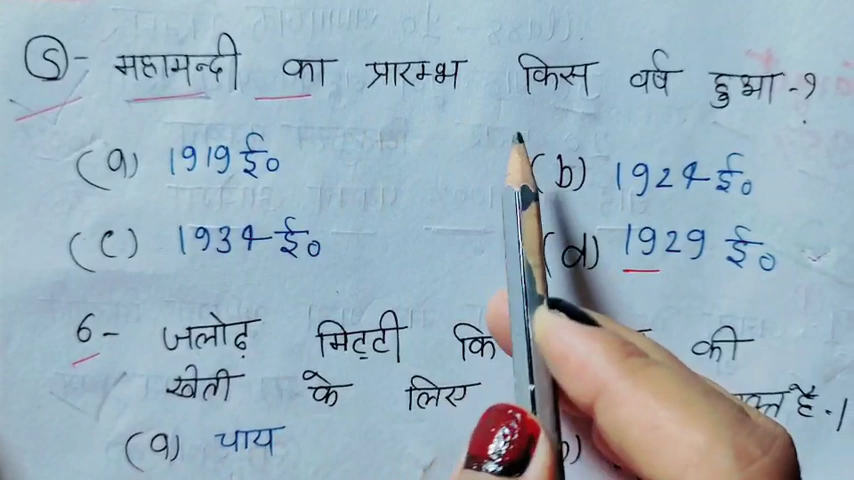 5- महामन्दी का प्रारम्भ किस वर्ष हुआ-?
(a) 1919 ई० (b) 1924 ई०
(c) 1934 ई० (d) 1929 ई०
6- जलोढ़ मिट्टी की
खेती के लिए है-।
(a) चाय